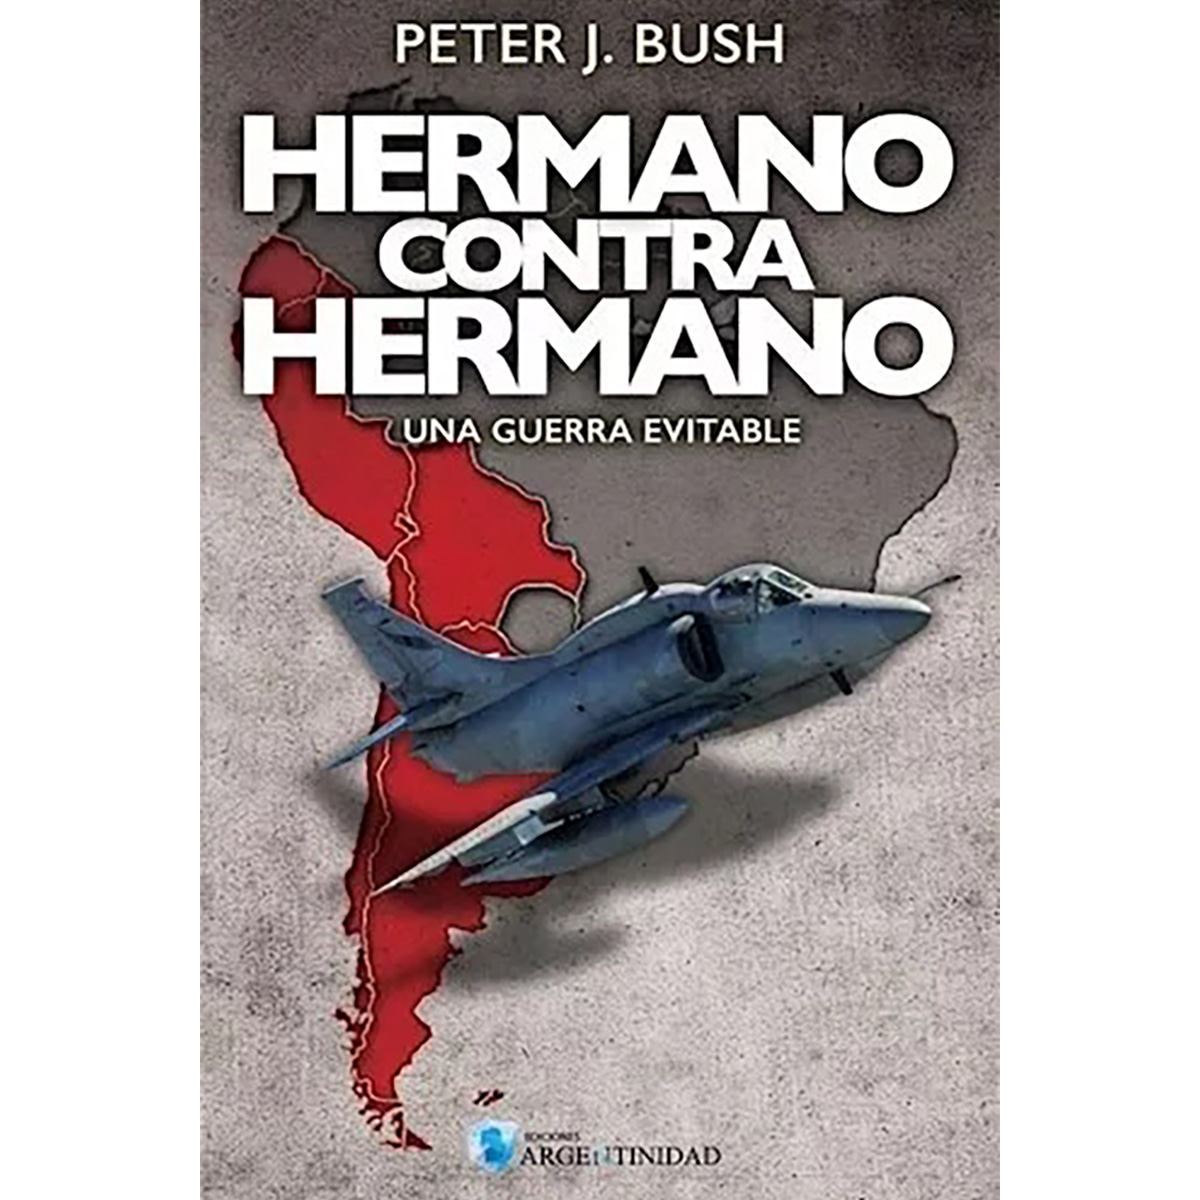 PETER J. BUSH
HERMANO
CONTRA
HERMANO
UNA GUERRA EVITABLE
EDICIONES
ARGENTINIDAD